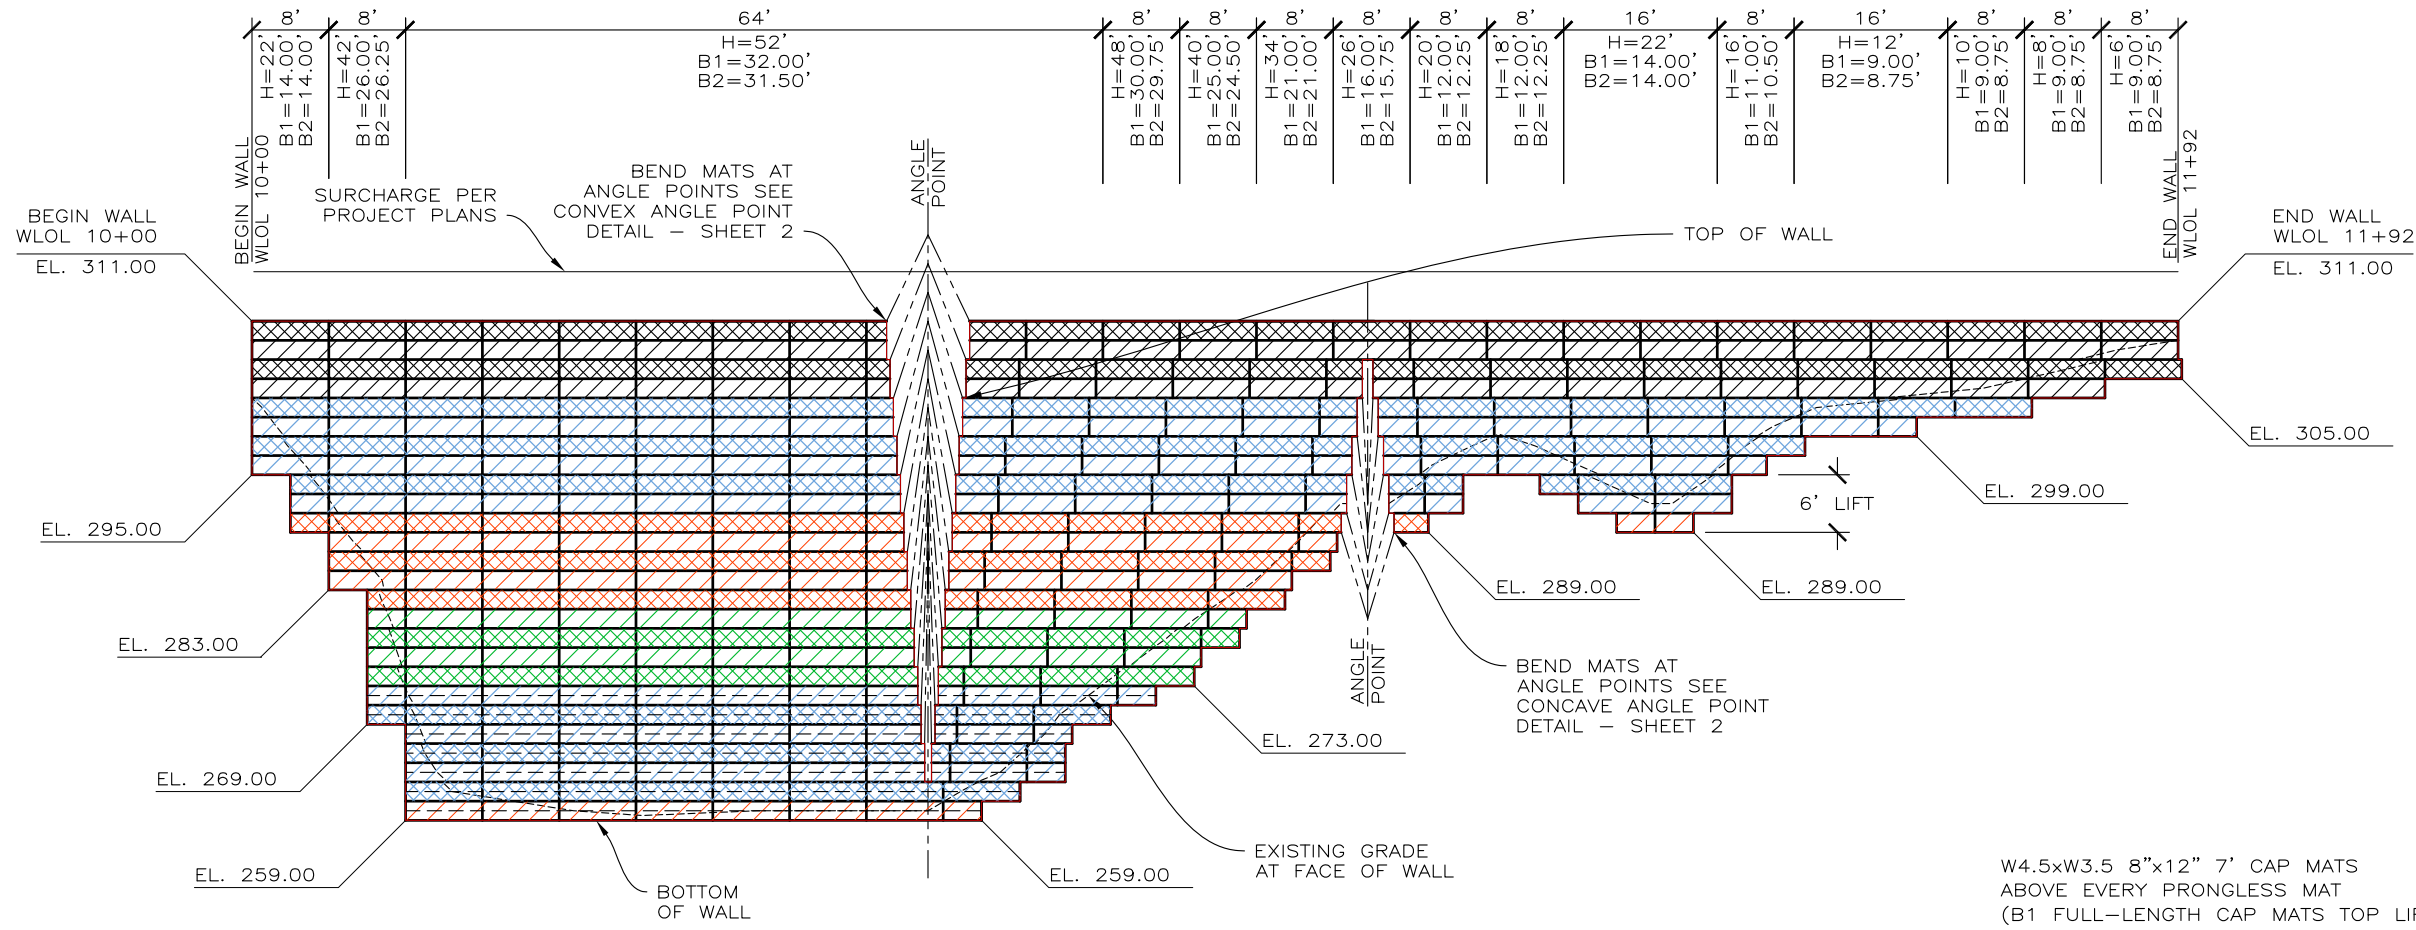 8'
8'
64'
8'
8'
8'
8'
8'
8'
16'
8'
16'
8'
8'
8'
H=22'
B1=14.00'
B2=14.00'
H=42'
B1=26.00'
B2=26.25'
H=52'
B1=32.00'
B2=31.50'
H=48'
B1=30.00'
B2=29.75'
H=40'
B1=25.00'
B2=24.50'
H=34'
B1=21.00'
B2=21.00'
H=26'
B1=16.00'
B2=15.75'
H=20'
B1=12.00'
B2=12.25'
H=18'
B1=12.00'
B2=12.25'
H=22'
B1=14.00'
B2=14.00'
H=16'
B1=11.00'
B2=10.50'
H=12'
B1=9.00'
B2=8.75'
H=10'
B1=9.00'
B2=8.75'
H=8'
B1=9.00'
B2=8.75'
H=6'
B1=9.00'
B2=8.75'
BEGIN WALL
WLOL 10+00
END WALL
WLOL 11+92
BEGIN WALL
WLOL 10+00
EL. 311.00
SURCHARGE PER
PROJECT PLANS
BEND MATS AT
ANGLE POINTS SEE
CONVEX ANGLE POINT
DETAIL – SHEET 2
ANGLE
POINT
TOP OF WALL
END WALL
WLOL 11+92
EL. 311.00
EL. 305.00
EL. 299.00
6' LIFT
EL. 295.00
EL. 289.00
EL. 289.00
EL. 283.00
ANGLE
POINT
BEND MATS AT
ANGLE POINTS SEE
CONCAVE ANGLE POINT
DETAIL – SHEET 2
EL. 273.00
EL. 269.00
EXISTING GRADE
AT FACE OF WALL
EL. 259.00
BOTTOM
OF WALL
EL. 259.00
W4.5xW3.5 8"x12" 7' CAP MATS
ABOVE EVERY PRONGLESS MAT
(B1 FULL–LENGTH CAP MATS TOP